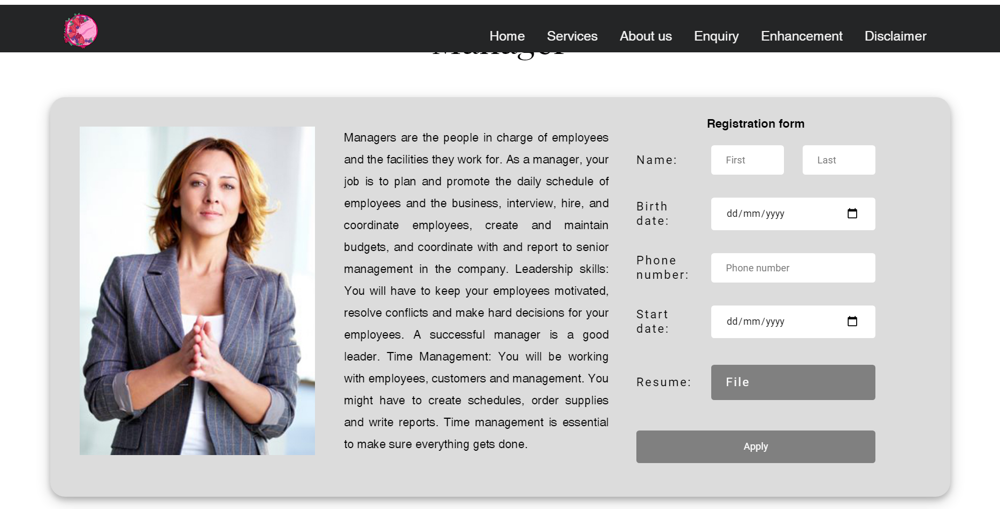 Home Services About us Enquiry Enhancement Disclaimer
Manager
Managers are the people in charge of employees
and the facilities they work for. As a manager, your
job is to plan and promote the daily schedule of
employees and the business, interview, hire, and
coordinate employees, create and maintain
budgets, and coordinate with and report to senior
management in the company. Leadership skills:
You will have to keep your employees motivated,
resolve conflicts and make hard decisions for your
employees. A successful manager is a good
leader. Time Management: You will be working
with employees, customers and management. You
might have to create schedules, order supplies
and write reports. Time management is essential
to make sure everything gets done.
Registration form
Name: First Last
Birth
date: dd/mm/yyyy
Phone
number: Phone number
Start
date: dd/mm/yyyy
Resume: File
Apply